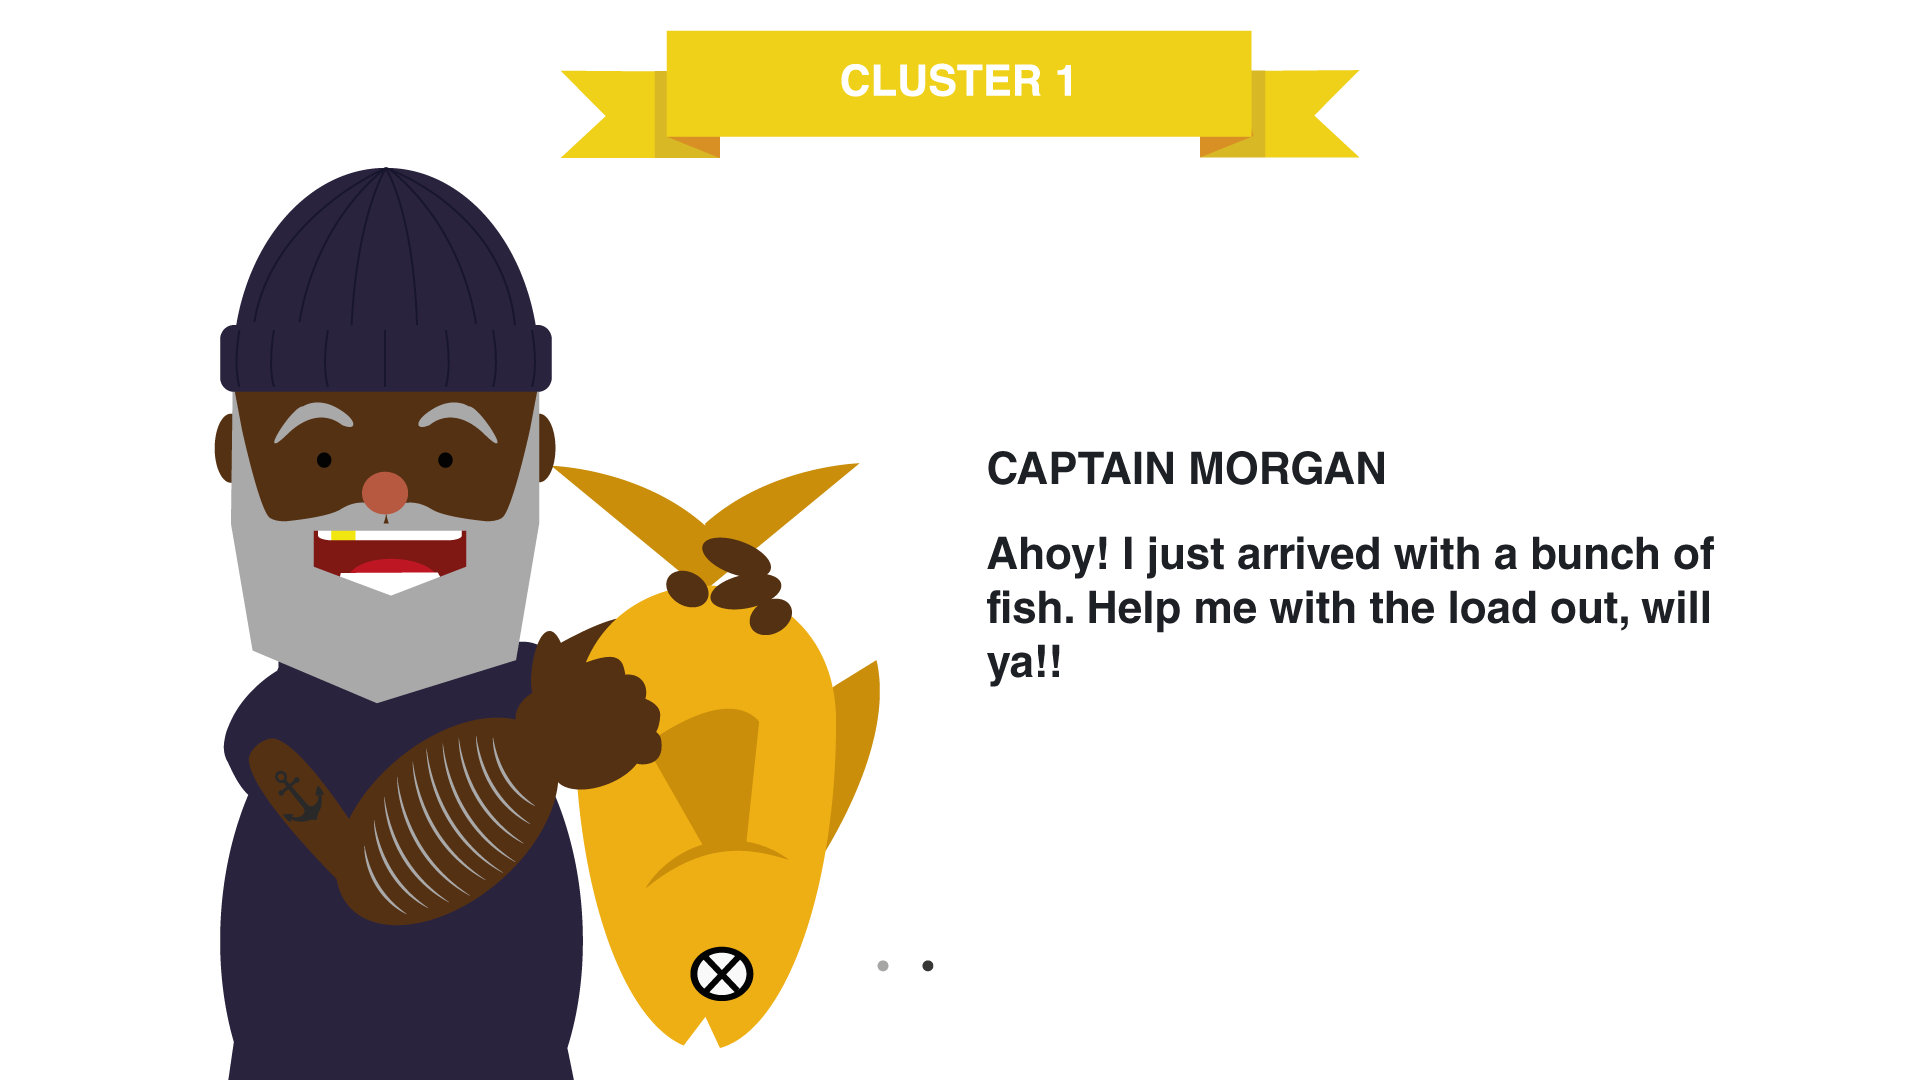 CLUSTER 1
CAPTAIN MORGAN
Ahoy! I just arrived with a bunch of
fish. Help me with the load out, will
ya!!